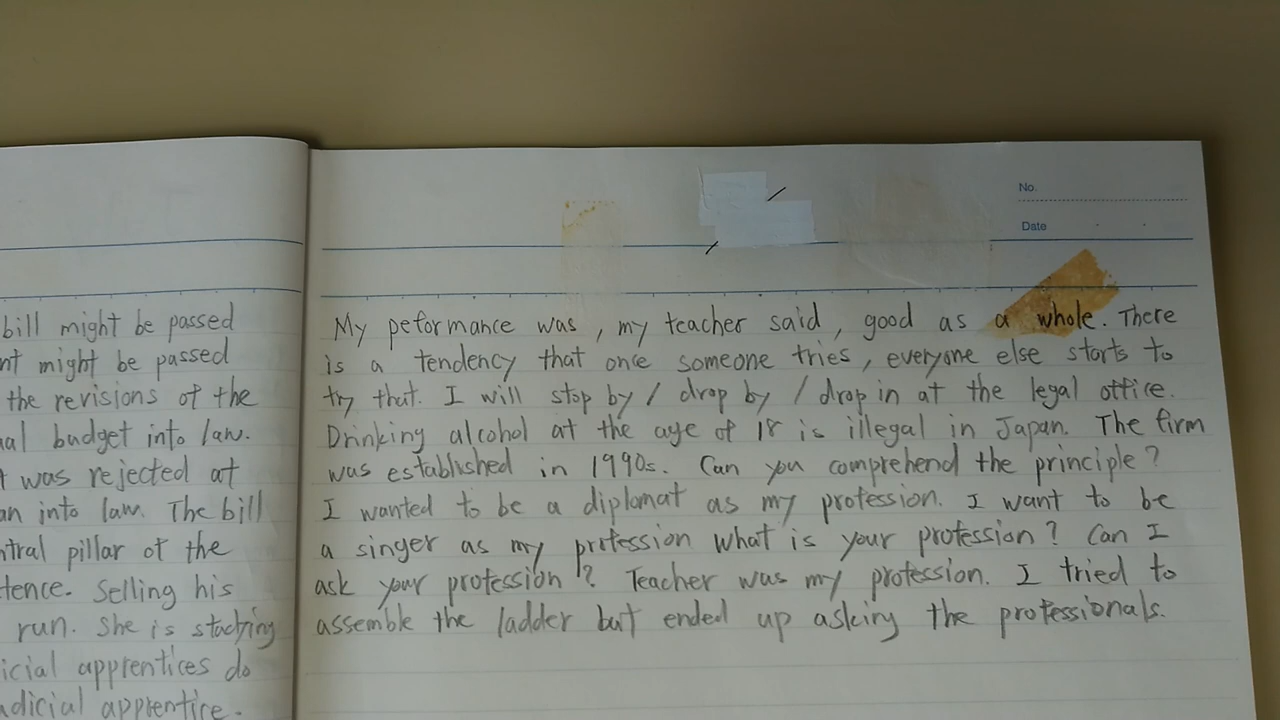 No.
Date
bill might be passed
nt might be passed
the revisions of the
al budget into law.
was rejected at
an into law. The bill
ntral pillar of the
tence. Selling his
run. She is studying
icial apprentices do
udicial apprentice.
My peformance was, my teacher said, good as a whole. There
is a tendency that once someone tries, everyone else starts to
try that. I will stop by / drop by / drop in at the legal office.
Drinking alcohol at the age of 18 is illegal in Japan. The firm
was established in 1990s. Can you comprehend the principle?
I wanted to be a diplomat as my profession. I want to be
a singer as my profession what is your profession? Can I
ask your profession? Teacher was my profession. I tried to
assemble the ladder but ended up asking the professionals.